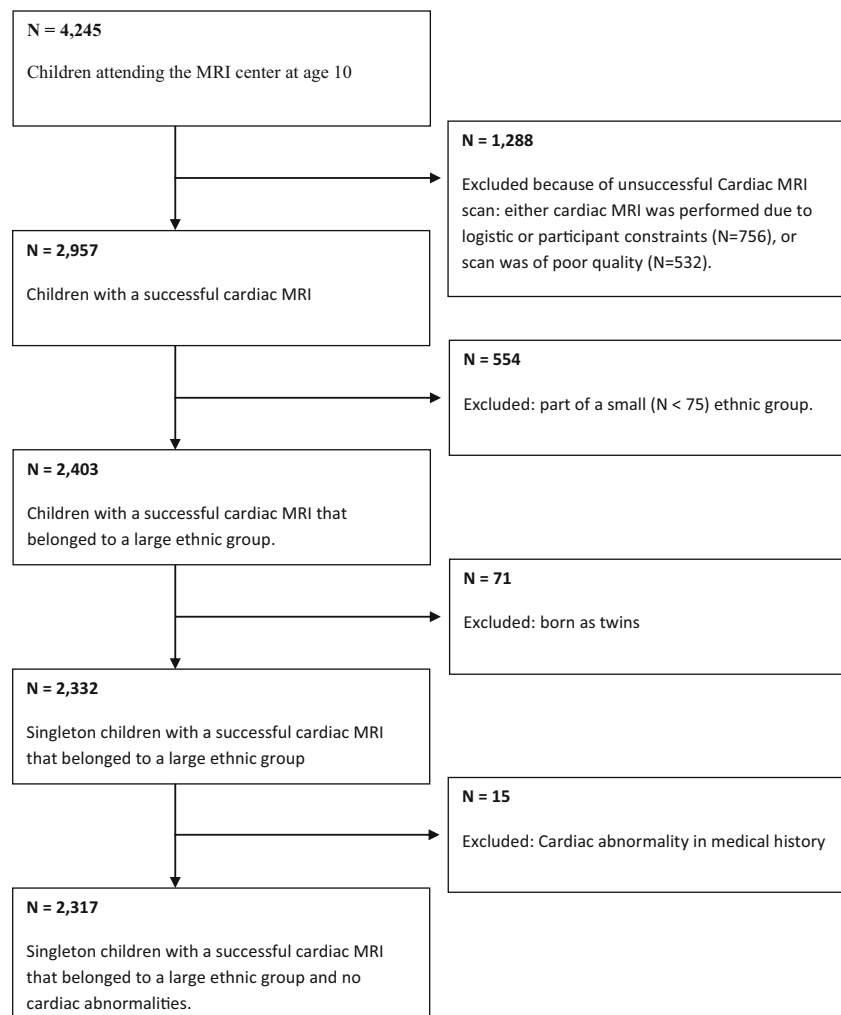 N = 4,245
Children attending the MRI center at age 10
N = 1,288
Excluded because of unsuccessful Cardiac MRI
scan: either cardiac MRI was performed due to
logistic or participant constraints (N=756), or
scan was of poor quality (N=532).
N = 2,957
Children with a successful cardiac MRI
N = 554
Excluded: part of a small (N < 75) ethnic group.
N = 2,403
Children with a successful cardiac MRI that
belonged to a large ethnic group.
N = 71
Excluded: born as twins
N = 2,332
Singleton children with a successful cardiac MRI
that belonged to a large ethnic group
N = 15
Excluded: Cardiac abnormality in medical history
N = 2,317
Singleton children with a successful cardiac MRI
that belonged to a large ethnic group and no
cardiac abnormalities.